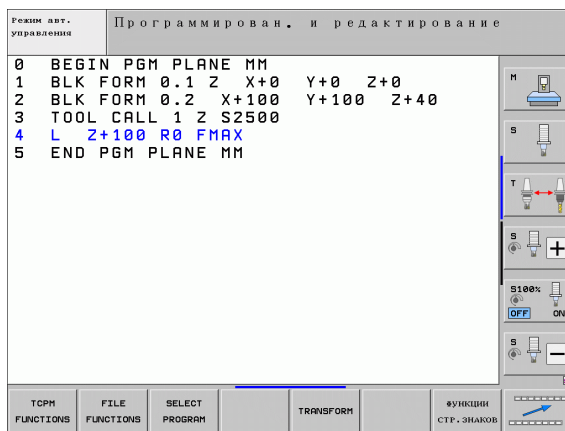 Режим авт.
управления
Программирован. и редактирование
0 BEGIN PGM PLANE MM
1 BLK FORM 0.1 Z X+0 Y+0 Z+0
2 BLK FORM 0.2 X+100 Y+100 Z+40
3 TOOL CALL 1 Z S2500
4 L Z+100 R0 FMAX
5 END PGM PLANE MM
M
S
T
S
+
S100%
OFF ON
S
-
TCPM
FUNCTIONS
FILE
FUNCTIONS
SELECT
PROGRAM
TRANSFORM
ФУНКЦИИ
СТР.ЗНАКОВ